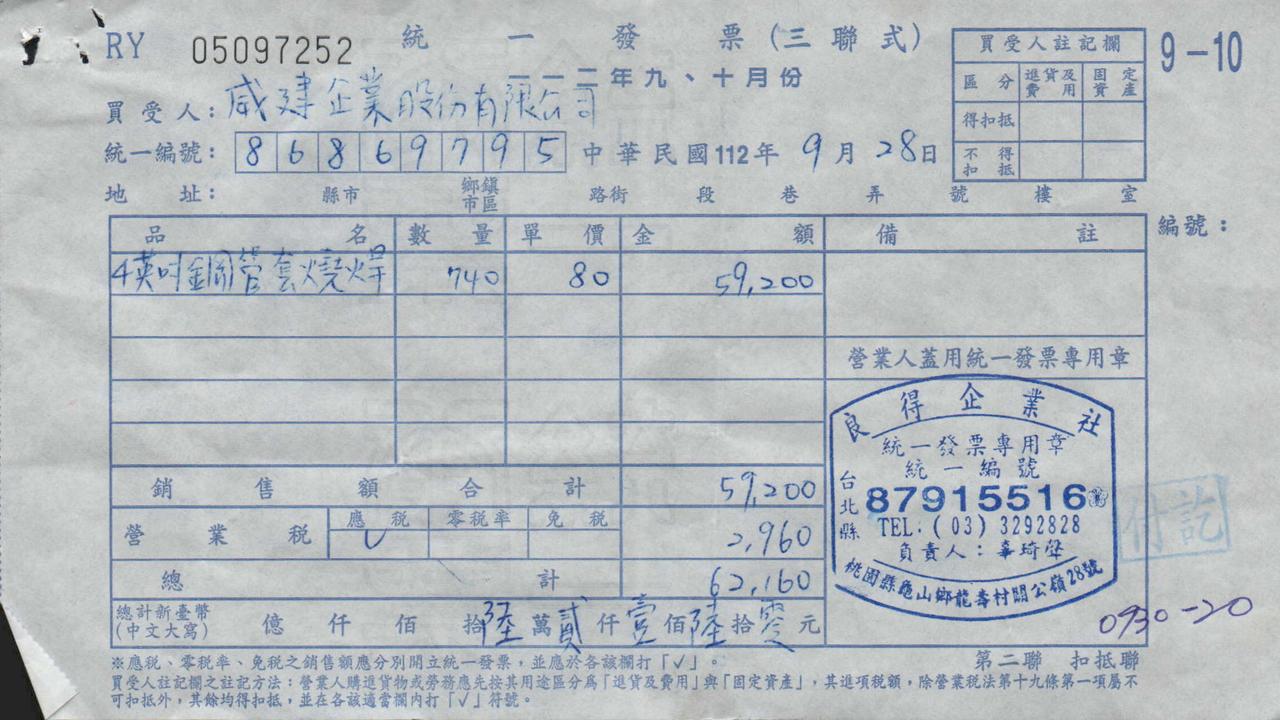 RY 05097252 統一發票(三聯式)
9-10
一一二年九、十月份
買受人註記欄
區分 進貨及費用 固定資產
得扣抵
不得扣抵
買受人:威建企業股份有限公司
統一編號: 86869795 中華民國112年9月28日
地址: 縣市 鄉鎮市區 路街 段 巷 弄 號 樓 室
編號:
品名 數量 單價 金額 備註
4英吋鋼管套燒焊 740 80 59,200
營業人蓋用統一發票專用章
銷售額合計 59,200
營業稅 應稅 ✓ 零稅率 免稅 2,960
總計 62,160
總計新臺幣(中文大寫) 億 仟 佰 拾陸萬貳仟壹佰陸拾零元
良得企業社
統一發票專用章
統一編號
台北縣
87915516
TEL.(03)3292828
負責人:
桃園縣龜山鄉龍壽村關公嶺28號
付訖
0930-20
※應稅、零稅率、免稅之銷售額應分別開立統一發票,並應於各該欄打「✓」。
第二聯 扣抵聯
買受人註記欄之註記方法:營業人購進貨物或勞務應先按其用途區分為「進貨及費用」與「固定資產」,其進項稅額,除營業稅法第十九條第一項屬不
可扣抵外,其餘均得扣抵,並在各該適當欄內打「✓」符號。